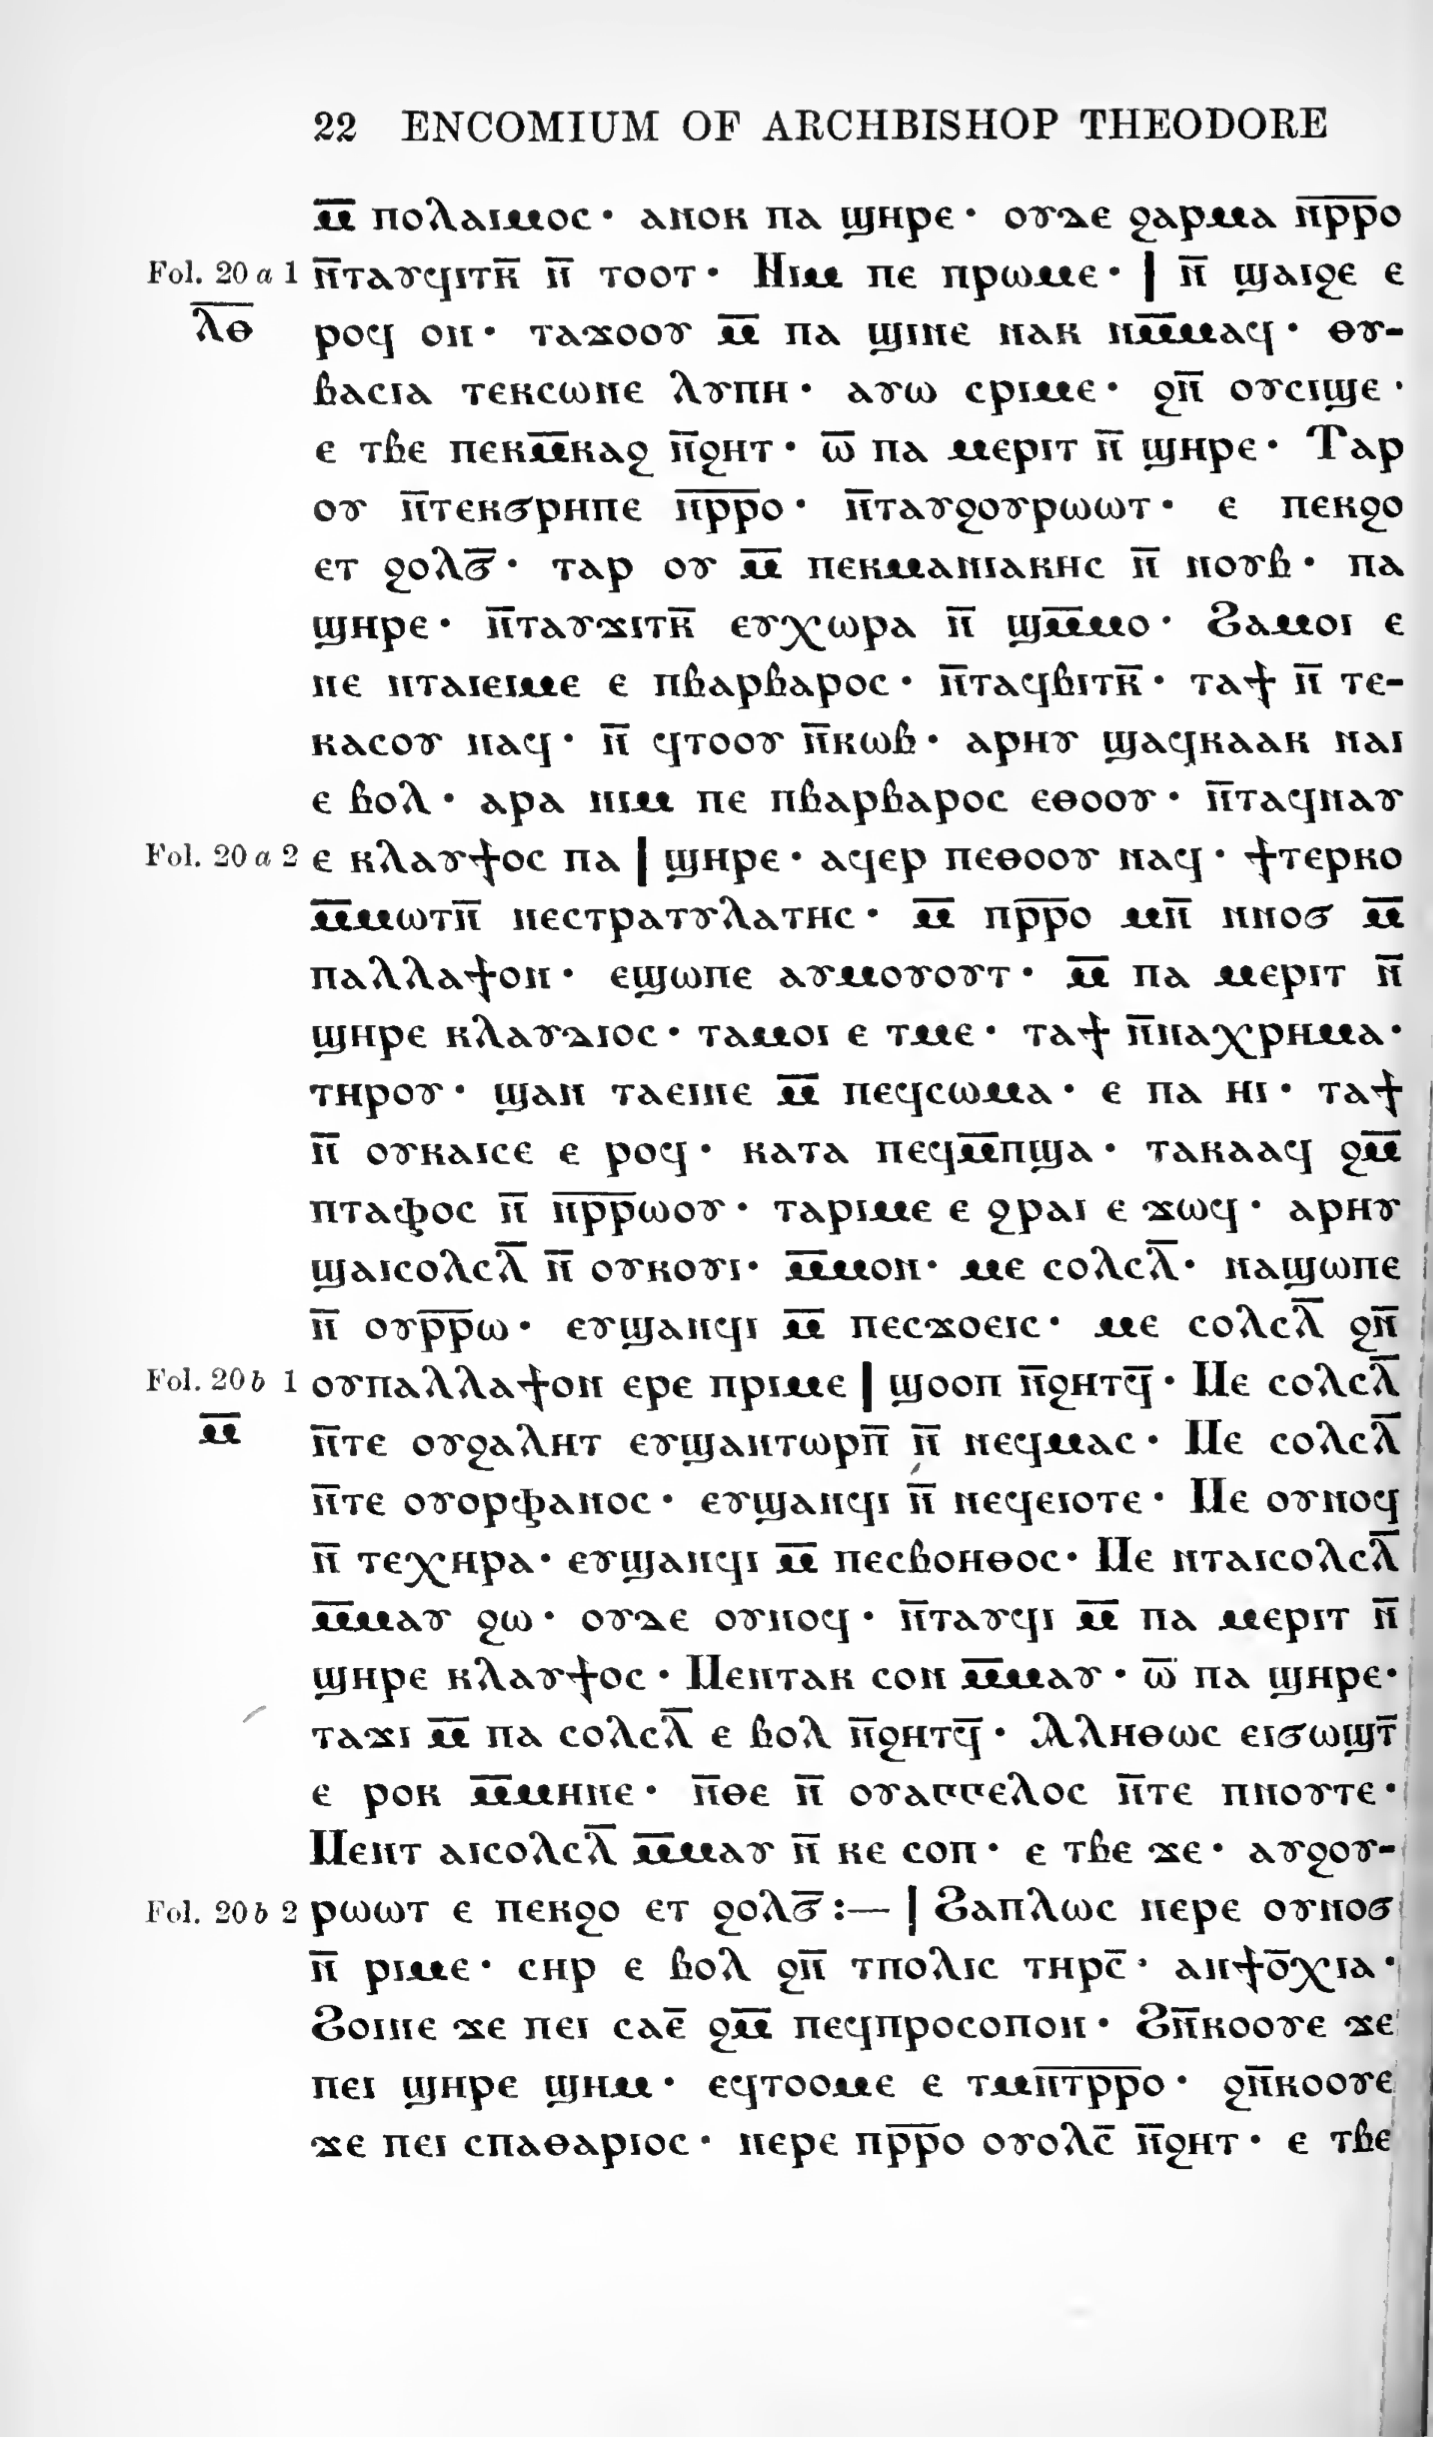 22 ENCOMIUM OF ARCHBISHOP THEODORE
ⲙ̅ ⲡⲟⲗⲁⲓⲙⲟⲥ· ⲁⲛⲟⲕ ⲡⲁ ϣⲏⲣⲉ· ⲟⲩⲇⲉ ϩⲁⲣⲙⲁ ⲛ̅ⲣ̅ⲣ̅ⲟ
Fol. 20 a 1 ⲛ̅ⲧⲁⲩϥⲓⲧⲕ̅ ⲛ̅ ⲧⲟⲟⲧ· Ⲛⲓⲙ ⲡⲉ ⲡⲣⲱⲙⲉ· | ⲛ̅ ϣⲁⲓϩⲉ ⲉ
ⲗ̅ⲑ̅ ⲣⲟϥ ⲟⲛ· ⲧⲁϫⲟⲟⲩ ⲙ̅ ⲡⲁ ϣⲓⲛⲉ ⲛⲁⲕ ⲛⲙ̅ⲙⲁϥ· ⲑⲩ-
ⲃⲁⲥⲓⲁ ⲧⲉⲕⲥⲱⲛⲉ ⲗⲩⲡⲏ· ⲁⲩⲱ ⲥⲣⲓⲙⲉ· ϩⲛ̅ ⲟⲩⲥⲓϣⲉ·
ⲉ ⲧⲃⲉ ⲡⲉⲕⲙ̅ⲕⲁϩ ⲛ̅ϩⲏⲧ· ⲱ̅ ⲡⲁ ⲙⲉⲣⲓⲧ ⲛ̅ ϣⲏⲣⲉ· Ⲧⲁⲣ
ⲟⲩ ⲛ̅ⲧⲉⲕϭⲣⲏⲡⲉ ⲛ̅ⲣ̅ⲣ̅ⲟ· ⲛ̅ⲧⲁⲩϩⲟⲩⲣⲱⲱⲧ· ⲉ ⲡⲉⲕϩⲟ
ⲉⲧ ϩⲟⲗϭ̅· ⲧⲁⲣ ⲟⲩ ⲙ̅ ⲡⲉⲕⲙⲁⲛⲓⲁⲕⲏⲥ ⲛ̅ ⲛⲟⲩⲃ· ⲡⲁ
ϣⲏⲣⲉ· ⲛ̅ⲧⲁⲩϫⲓⲧⲕ̅ ⲉⲩⲭⲱⲣⲁ ⲛ̅ ϣⲙ̅ⲙⲟ· Ϩⲁⲙⲟⲓ ⲉ
ⲛⲉ ⲛⲧⲁⲓⲉⲓⲙⲉ ⲉ ⲡⲃⲁⲣⲃⲁⲣⲟⲥ· ⲛ̅ⲧⲁϥⲃⲓⲧⲕ̅· ⲧⲁϯ ⲛ̅ ⲧⲉ-
ⲕⲁⲥⲟⲩ ⲛⲁϥ· ⲛ̅ ϥⲧⲟⲟⲩ ⲛ̅ⲕⲱⲃ· ⲁⲣⲏⲩ ϣⲁϥⲕⲁⲁⲕ ⲛⲁⲓ
ⲉ ⲃⲟⲗ· ⲁⲣⲁ ⲛⲓⲙ ⲡⲉ ⲡⲃⲁⲣⲃⲁⲣⲟⲥ ⲉⲑⲟⲟⲩ· ⲛ̅ⲧⲁϥⲛⲁⲩ
Fol. 20 a 2 ⲉ ⲕⲗⲁⲩϯⲟⲥ ⲡⲁ | ϣⲏⲣⲉ· ⲁϥⲉⲣ ⲡⲉⲑⲟⲟⲩ ⲛⲁϥ· ϯⲧⲉⲣⲕⲟ
ⲙ̅ⲙⲱⲧⲛ̅ ⲛⲉⲥⲧⲣⲁⲧⲩⲗⲁⲧⲏⲥ· ⲙ̅ ⲡⲣ̅ⲣ̅ⲟ ⲙⲛ̅ ⲛⲛⲟϭ ⲙ̅
ⲡⲁⲗⲗⲁϯⲟⲛ· ⲉϣⲱⲡⲉ ⲁⲩⲙⲟⲩⲟⲩⲧ· ⲙ̅ ⲡⲁ ⲙⲉⲣⲓⲧ ⲛ̅
ϣⲏⲣⲉ ⲕⲗⲁⲩⲇⲓⲟⲥ· ⲧⲁⲙⲟⲓ ⲉ ⲧⲙⲉ· ⲧⲁϯ ⲛ̅ⲛⲁⲭⲣⲏⲙⲁ·
ⲧⲏⲣⲟⲩ· ϣⲁⲛ ⲧⲁⲉⲓⲛⲉ ⲙ̅ ⲡⲉϥⲥⲱⲙⲁ· ⲉ ⲡⲁ ⲏⲓ· ⲧⲁϯ
ⲛ̅ ⲟⲩⲕⲁⲓⲥⲉ ⲉ ⲣⲟϥ· ⲕⲁⲧⲁ ⲡⲉϥⲙ̅ⲡϣⲁ· ⲧⲁⲕⲁⲁϥ ϩⲙ̅
ⲡⲧⲁⲫⲟⲥ ⲛ̅ ⲛ̅ⲣ̅ⲣ̅ⲱⲟⲩ· ⲧⲁⲣⲓⲙⲉ ⲉ ϩⲣⲁⲓ ⲉ ϫⲱϥ· ⲁⲣⲏⲩ
ϣⲁⲓⲥⲟⲗⲥⲗ̅ ⲛ̅ ⲟⲩⲕⲟⲩⲓ· ⲙ̅ⲙⲟⲛ· ⲙⲉ ⲥⲟⲗⲥⲗ̅· ⲛⲁϣⲱⲡⲉ
ⲛ̅ ⲟⲩⲣ̅ⲣ̅ⲱ· ⲉⲩϣⲁⲛϥⲓ ⲙ̅ ⲡⲉⲥϫⲟⲉⲓⲥ· ⲙⲉ ⲥⲟⲗⲥⲗ̅ ϩⲛ̅
Fol. 20 b 1 ⲟⲩⲡⲁⲗⲗⲁϯⲟⲛ ⲉⲣⲉ ⲡⲣⲓⲙⲉ | ϣⲟⲟⲡ ⲛ̅ϩⲏⲧϥ̅· Ⲙⲉ ⲥⲟⲗⲥⲗ̅
ⲙ̅ ⲛ̅ⲧⲉ ⲟⲩϩⲁⲗⲏⲧ ⲉⲩϣⲁⲛⲧⲱⲣⲡ̅ ⲛ̅ ⲛⲉϥⲙⲁⲥ· Ⲙⲉ ⲥⲟⲗⲥⲗ̅
ⲛ̅ⲧⲉ ⲟⲩⲟⲣⲫⲁⲛⲟⲥ· ⲉⲩϣⲁⲛϥⲓ ⲛ̅ ⲛⲉϥⲉⲓⲟⲧⲉ· Ⲙⲉ ⲟⲩⲛⲟϥ
ⲛ̅ ⲧⲉⲭⲏⲣⲁ· ⲉⲩϣⲁⲛϥⲓ ⲙ̅ ⲡⲉⲥⲃⲟⲏⲑⲟⲥ· Ⲙⲉ ⲛⲧⲁⲓⲥⲟⲗⲥⲗ̅
ⲙ̅ⲙⲁⲩ ϩⲱ· ⲟⲩⲇⲉ ⲟⲩⲛⲟϥ· ⲛ̅ⲧⲁⲩϥⲓ ⲙ̅ ⲡⲁ ⲙⲉⲣⲓⲧ ⲛ̅
ϣⲏⲣⲉ ⲕⲗⲁⲩϯⲟⲥ· Ⲙⲉⲛⲧⲁⲕ ⲥⲟⲛ ⲙ̅ⲙⲁⲩ· ⲱ̅ ⲡⲁ ϣⲏⲣⲉ·
ⲧⲁϫⲓ ⲙ̅ ⲡⲁ ⲥⲟⲗⲥⲗ̅ ⲉ ⲃⲟⲗ ⲛ̅ϩⲏⲧϥ̅· Ⲁⲗⲏⲑⲱⲥ ⲉⲓϭⲱϣⲧ̅
ⲉ ⲣⲟⲕ ⲙ̅ⲙⲏⲛⲉ· ⲛ̅ⲑⲉ ⲛ̅ ⲟⲩⲁⲅⲅⲉⲗⲟⲥ ⲛ̅ⲧⲉ ⲡⲛⲟⲩⲧⲉ·
Ⲙⲉⲛⲧ ⲁⲓⲥⲟⲗⲥⲗ̅ ⲙ̅ⲙⲁⲩ ⲛ̅ ⲕⲉ ⲥⲟⲡ· ⲉ ⲧⲃⲉ ϫⲉ· ⲁⲩϩⲟⲩ-
Fol. 20 b 2 ⲣⲱⲱⲧ ⲉ ⲡⲉⲕϩⲟ ⲉⲧ ϩⲟⲗϭ̅ :— | Ϩⲁⲡⲗⲱⲥ ⲛⲉⲣⲉ ⲟⲩⲛⲟϭ
ⲛ̅ ⲣⲓⲙⲉ· ⲥⲏⲣ ⲉ ⲃⲟⲗ ϩⲛ̅ ⲧⲡⲟⲗⲓⲥ ⲧⲏⲣⲥ̅· ⲁⲛϯⲟ̅ⲭⲓⲁ·
Ϩⲟⲓⲛⲉ ϫⲉ ⲡⲉⲓ ⲥⲁⲉ̅ ϩⲙ̅ ⲡⲉϥⲡⲣⲟⲥⲟⲡⲟⲛ· Ϩⲛ̅ⲕⲟⲟⲩⲉ ϫⲉ
ⲡⲉⲓ ϣⲏⲣⲉ ϣⲏⲙ· ⲉϥⲧⲟⲟⲙⲉ ⲉ ⲧⲙⲛ̅ⲧ̅ⲣ̅ⲣ̅ⲟ· ϩⲛ̅ⲕⲟⲟⲩⲉ
ϫⲉ ⲡⲉⲓ ⲥⲡⲁⲑⲁⲣⲓⲟⲥ· ⲛⲉⲣⲉ ⲡⲣ̅ⲣ̅ⲟ ⲟⲩⲟⲗⲥ̅ ⲛ̅ϩⲏⲧ· ⲉ ⲧⲃⲉ